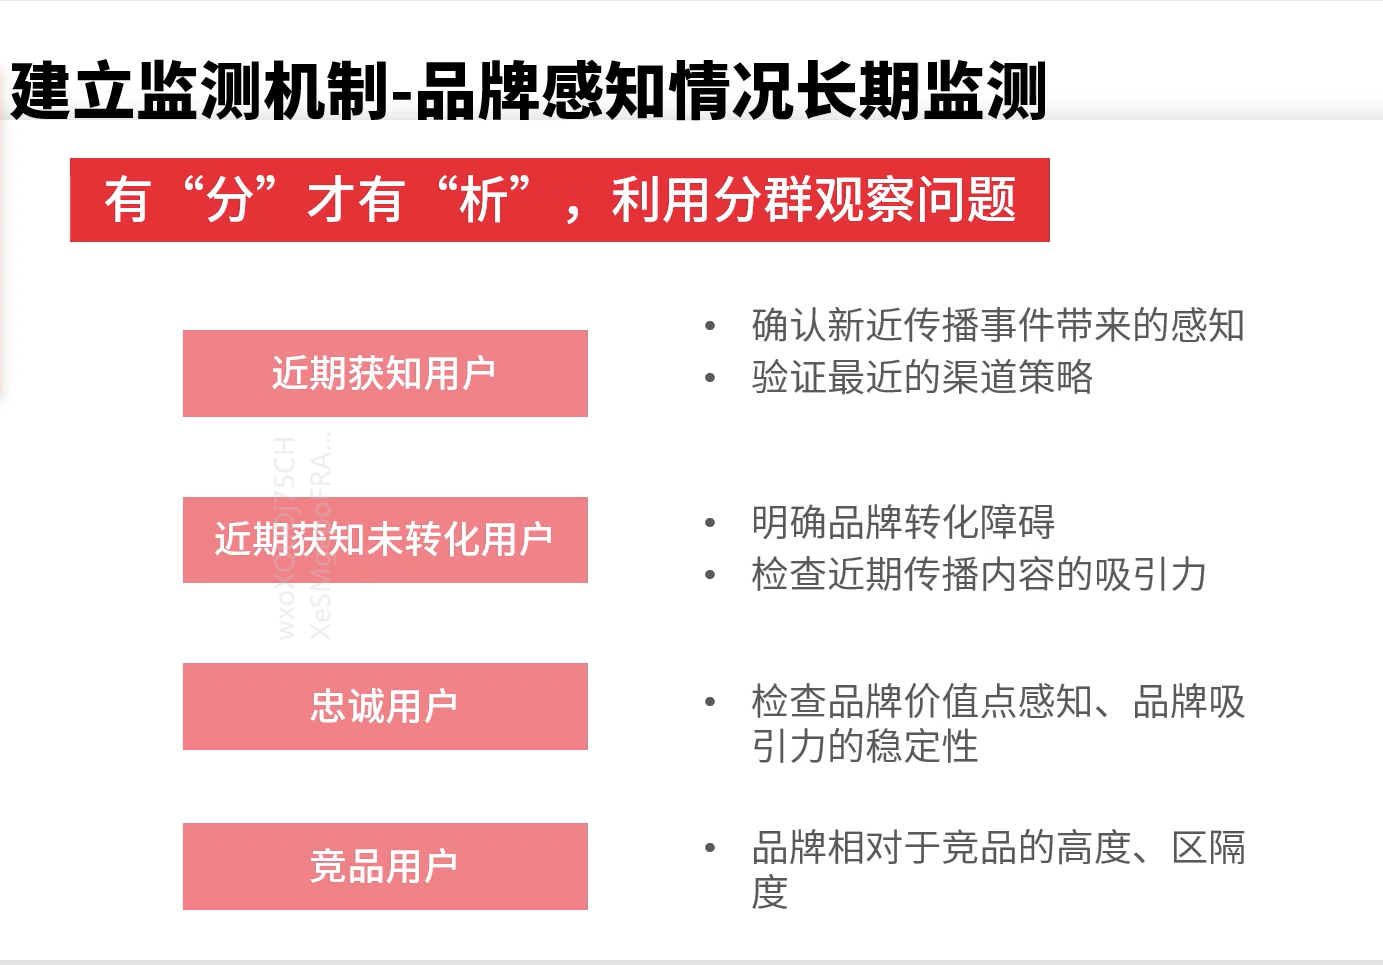 建立监测机制-品牌感知情况长期监测
有“分”才有“析”，利用分群观察问题
近期获知用户
• 确认新近传播事件带来的感知
• 验证最近的渠道策略
近期获知未转化用户
• 明确品牌转化障碍
• 检查近期传播内容的吸引力
忠诚用户
• 检查品牌价值点感知、品牌吸
引力的稳定性
竞品用户
• 品牌相对于竞品的高度、区隔
度